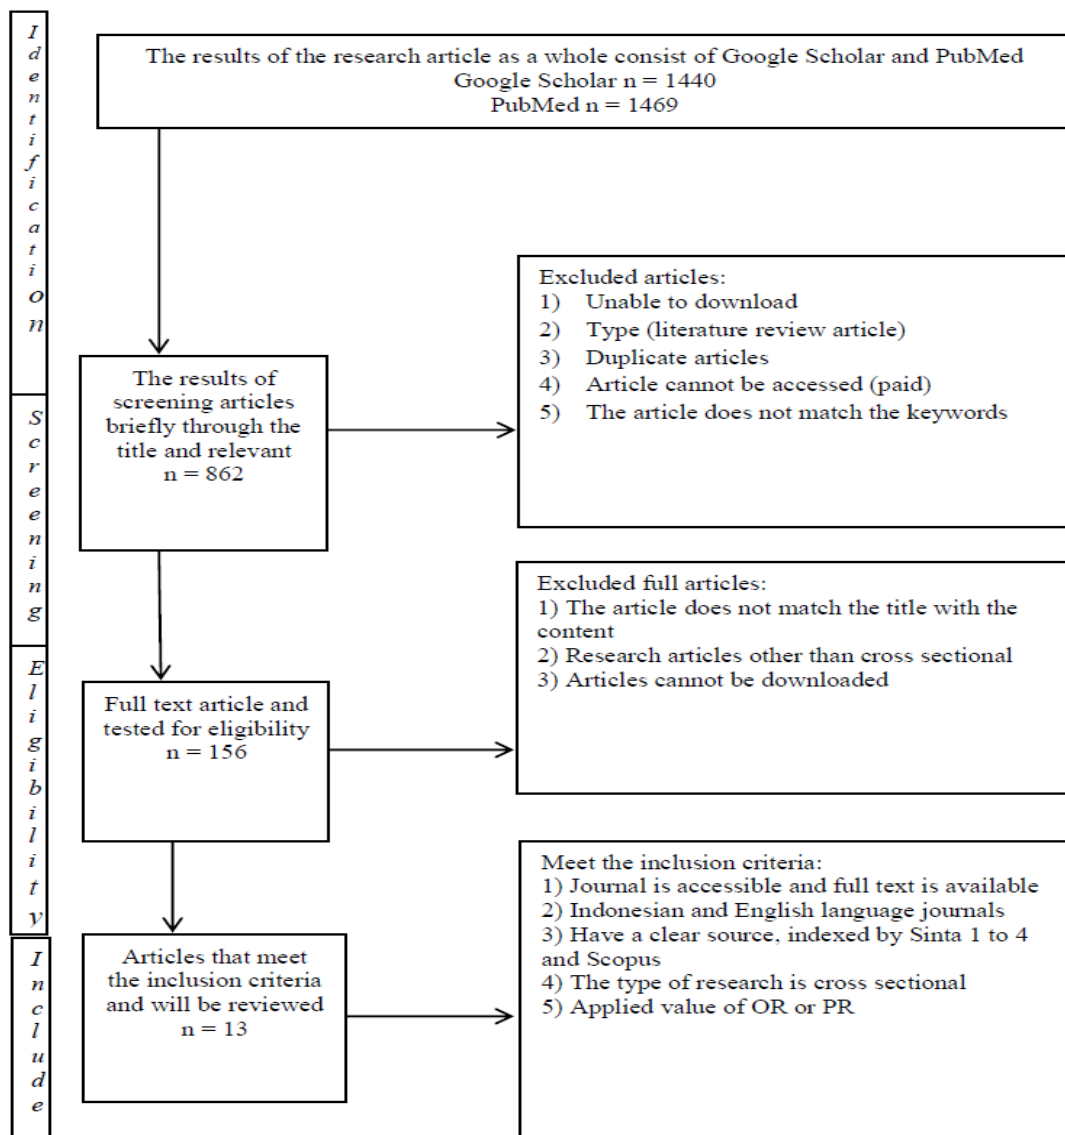 Identification
The results of the research article as a whole consist of Google Scholar and PubMed
Google Scholar n = 1440
PubMed n = 1469
Excluded articles:
1) Unable to download
2) Type (literature review article)
3) Duplicate articles
4) Article cannot be accessed (paid)
5) The article does not match the keywords
The results of
screening articles
briefly through the
title and relevant
n = 862
Screening
Excluded full articles:
1) The article does not match the title with the
content
2) Research articles other than cross sectional
3) Articles cannot be downloaded
Eligibility
Full text article and
tested for eligibility
n = 156
Meet the inclusion criteria:
1) Journal is accessible and full text is available
2) Indonesian and English language journals
3) Have a clear source, indexed by Sinta 1 to 4
and Scopus
4) The type of research is cross sectional
5) Applied value of OR or PR
Include
Articles that meet
the inclusion criteria
and will be reviewed
n = 13